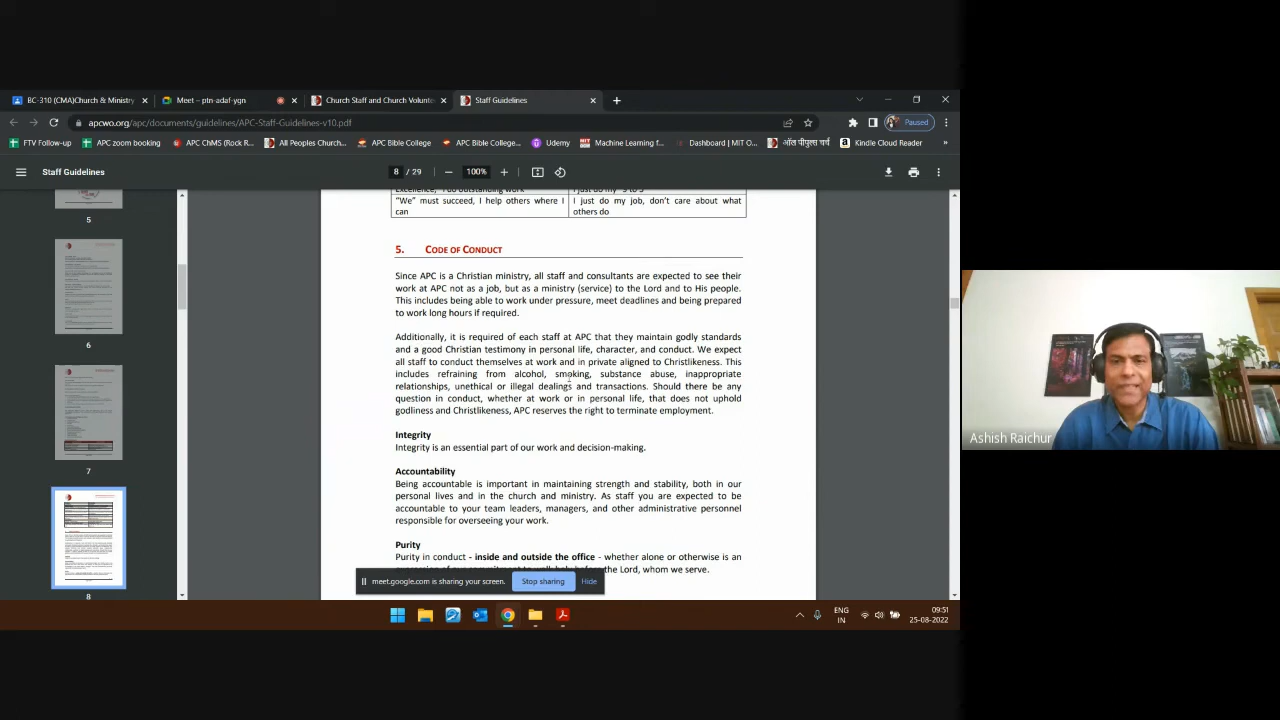 BC-310 (CMA)Church & Ministry
Meet – ptn-adaf-ygn
Church Staff and Church Volunte
Staff Guidelines
apcwo.org/apc/documents/guidelines/APC-Staff-Guidelines-v10.pdf
Paused
FTV Follow-up
APC zoom booking
APC ChMS (Rock R...
All Peoples Church...
APC Bible College
APC Bible College...
Udemy
Machine Learning f...
Dashboard | MIT O...
ऑल पीपुल्स चर्च
Kindle Cloud Reader
Staff Guidelines
8 / 29
100%
5
6
7
8
Excellence, I do outstanding work
I just do my "9 to 5"
"We" must succeed, I help others where I can
I just do my job, don't care about what others do
5. CODE OF CONDUCT
Since APC is a Christian ministry, all staff and consultants are expected to see their
work at APC not as a job, but as a ministry (service) to the Lord and to His people.
This includes being able to work under pressure, meet deadlines and being prepared
to work long hours if required.
Additionally, it is required of each staff at APC that they maintain godly standards
and a good Christian testimony in personal life, character, and conduct. We expect
all staff to conduct themselves at work and in private aligned to Christlikeness. This
includes refraining from alcohol, smoking, substance abuse, inappropriate
relationships, unethical or illegal dealings and transactions. Should there be any
question in conduct, whether at work or in personal life, that does not uphold
godliness and Christlikeness, APC reserves the right to terminate employment.
Integrity
Integrity is an essential part of our work and decision-making.
Accountability
Being accountable is important in maintaining strength and stability, both in our
personal lives and in the church and ministry. As staff you are expected to be
accountable to your team leaders, managers, and other administrative personnel
responsible for overseeing your work.
Purity
Purity in conduct - inside and outside the office - whether alone or otherwise is an
the Lord, whom we serve.
meet.google.com is sharing your screen.
Stop sharing
Hide
ENG
IN
09:51
25-08-2022
Ashish Raichur